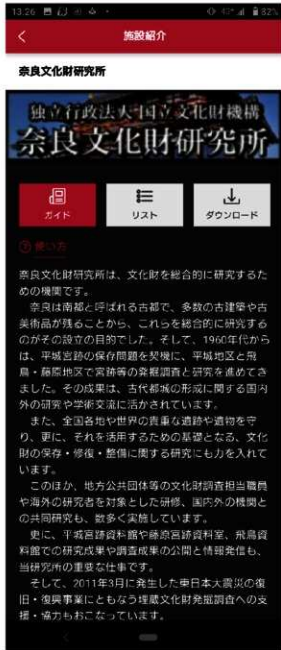 13:26
82%
施設紹介
奈良文化財研究所
独立行政法人 国立文化財機構
奈良文化財研究所
ガイド
リスト
ダウンロード
使い方
奈良文化財研究所は、文化財を総合的に研究するた
めの機関です。
奈良は南都と呼ばれる古都で、多数の古建築や古
美術品が残ることから、これらを総合的に研究する
のがその設立の目的でした。そして、1960年代から
は、平城宮跡の保存問題を契機に、平城地区と飛
鳥・藤原地区で宮跡等の発掘調査と研究を進めてき
ました。その成果は、古代都城の形成に関する国内
外の研究や学術交流に活かされています。
また、全国各地や世界の貴重な遺跡や遺物を守
り、更に、それを活用するための基礎となる、文化
財の保存・修復・整備に関する研究にも力を入れて
います。
このほか、地方公共団体等の文化財調査担当職員
や海外の研究者を対象とした研修、国内外の機関と
の共同研究も、数多く実施しています。
更に、平城宮跡資料館や藤原宮跡資料室、飛鳥資
料館での研究成果や調査成果の公開と情報発信も、
当研究所の重要な仕事です。
そして、2011年3月に発生した東日本大震災の復
旧・復興事業にともなう埋蔵文化財発掘調査への支
援・協力もおこなっています。